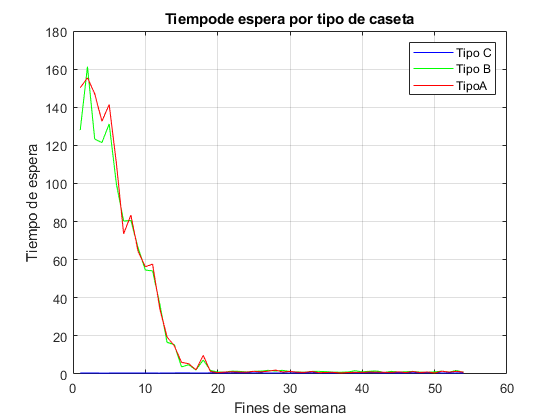 Tiempode espera por tipo de caseta
180
160
140
120
100
80
60
40
20
0
Tiempo de espera
Tipo C
Tipo B
TipoA
0 10 20 30 40 50 60
Fines de semana